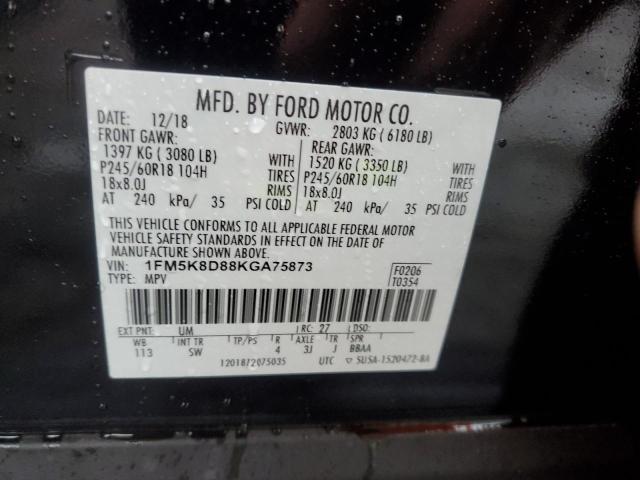 MFD. BY FORD MOTOR CO.
DATE: 12/18 GVWR: 2803 KG ( 6180 LB)
FRONT GAWR: REAR GAWR:
1397 KG ( 3080 LB) WITH 1520 KG ( 3350 LB) WITH
P245/60R18 104H TIRES P245/60R18 104H TIRES
18x8.0J RIMS 18x8.0J RIMS
AT 240 kPa/ 35 PSI COLD AT 240 kPa/ 35 PSI COLD
THIS VEHICLE CONFORMS TO ALL APPLICABLE FEDERAL MOTOR
VEHICLE SAFETY STANDARDS IN EFFECT ON THE DATE OF
MANUFACTURE SHOWN ABOVE.
VIN: 1FM5K8D88KGA75873 F0206
TYPE: MPV T0354
EXT PNT: UM RC: 27 DSO:
WB INT TR TP/PS R AXLE TR SPR
113 SW 4 3J J BBAA
1201812075035 UTC 5USA-1520472-BA